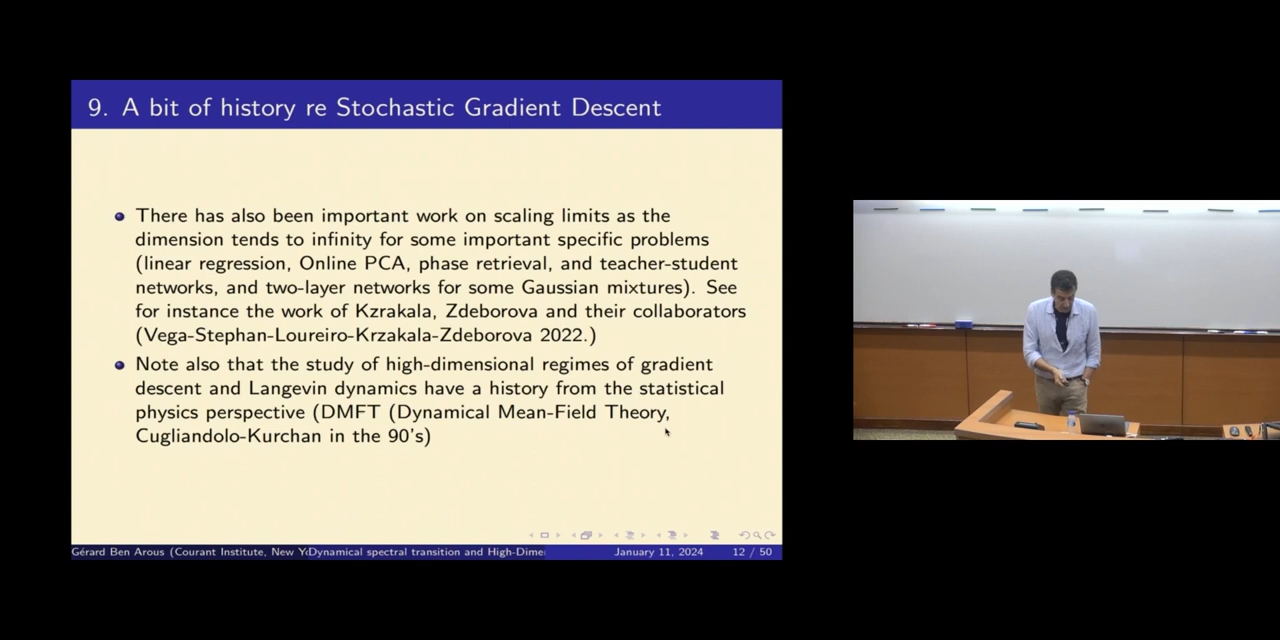 9. A bit of history re Stochastic Gradient Descent
There has also been important work on scaling limits as the
dimension tends to infinity for some important specific problems
(linear regression, Online PCA, phase retrieval, and teacher-student
networks, and two-layer networks for some Gaussian mixtures). See
for instance the work of Kzrakala, Zdeborova and their collaborators
(Vega-Stephan-Loureiro-Krzakala-Zdeborova 2022.)
Note also that the study of high-dimensional regimes of gradient
descent and Langevin dynamics have a history from the statistical
physics perspective (DMFT (Dynamical Mean-Field Theory,
Cugliandolo-Kurchan in the 90's)
Gérard Ben Arous (Courant Institute, New Yo Dynamical spectral transition and High-Dimen January 11, 2024 12 / 50